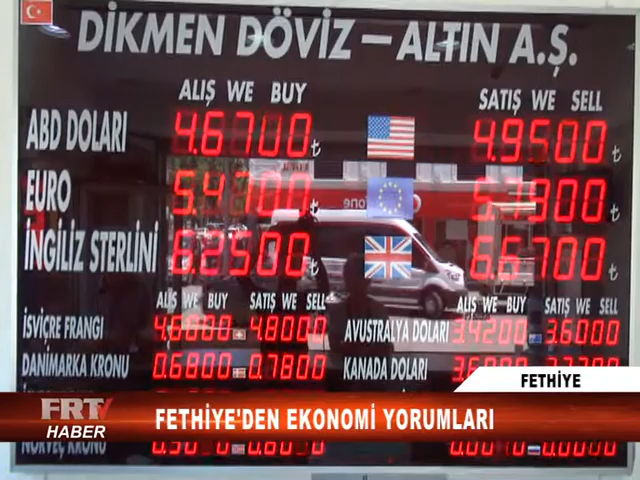 DİKMEN DÖVİZ – ALTIN A.Ş.
ALIŞ WE BUY SATIŞ WE SELL
ABD DOLARI 4.6700 ₺ 4.9500 ₺
EURO 5.4700 ₺ ₺
İNGİLİZ STERLİNİ 6.2500 ₺ 6.6700 ₺
ALIŞ WE BUY SATIŞ WE SELL ALIŞ WE BUY SATIŞ WE SELL
İSVİÇRE FRANGI 4.6000 4.8000 AVUSTRALYA DOLARI 3.4200 3.6000
DANİMARKA KRONU 0.6800 0.7800 KANADA DOLARI
FETHİYE
FRT TV
HABER
FETHİYE'DEN EKONOMİ YORUMLARI
NORVEÇ KRONU